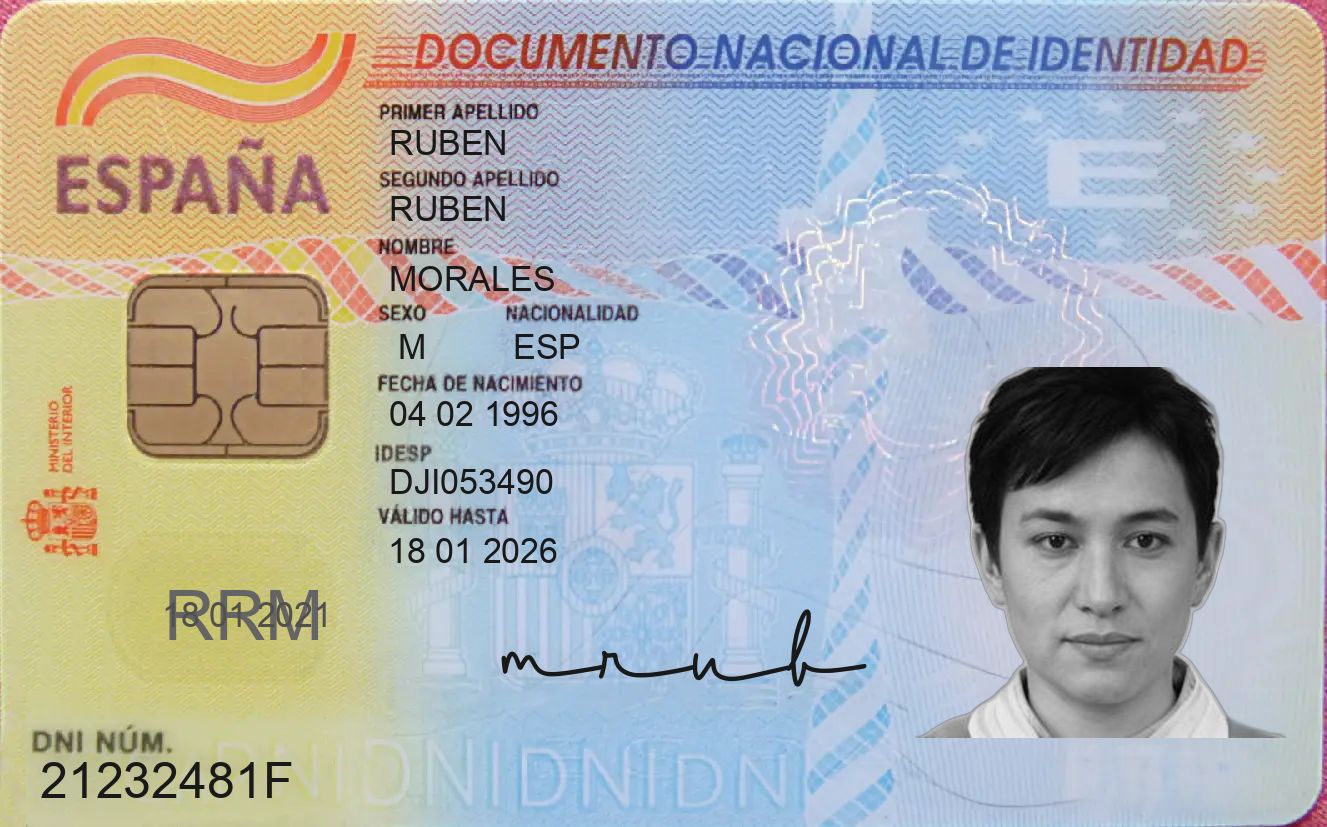 DOCUMENTO NACIONAL DE IDENTIDAD
ESPAÑA
PRIMER APELLIDO
RUBEN
SEGUNDO APELLIDO
RUBEN
NOMBRE
MORALES
SEXO NACIONALIDAD
M ESP
FECHA DE NACIMIENTO
04 02 1996
IDESP
DJI053490
VÁLIDO HASTA
18 01 2026
MINISTERIO
DEL INTERIOR
E
RRM
18 01 2021
mrub
DNI NÚM.
21232481F
DNIDNIDNIDNI